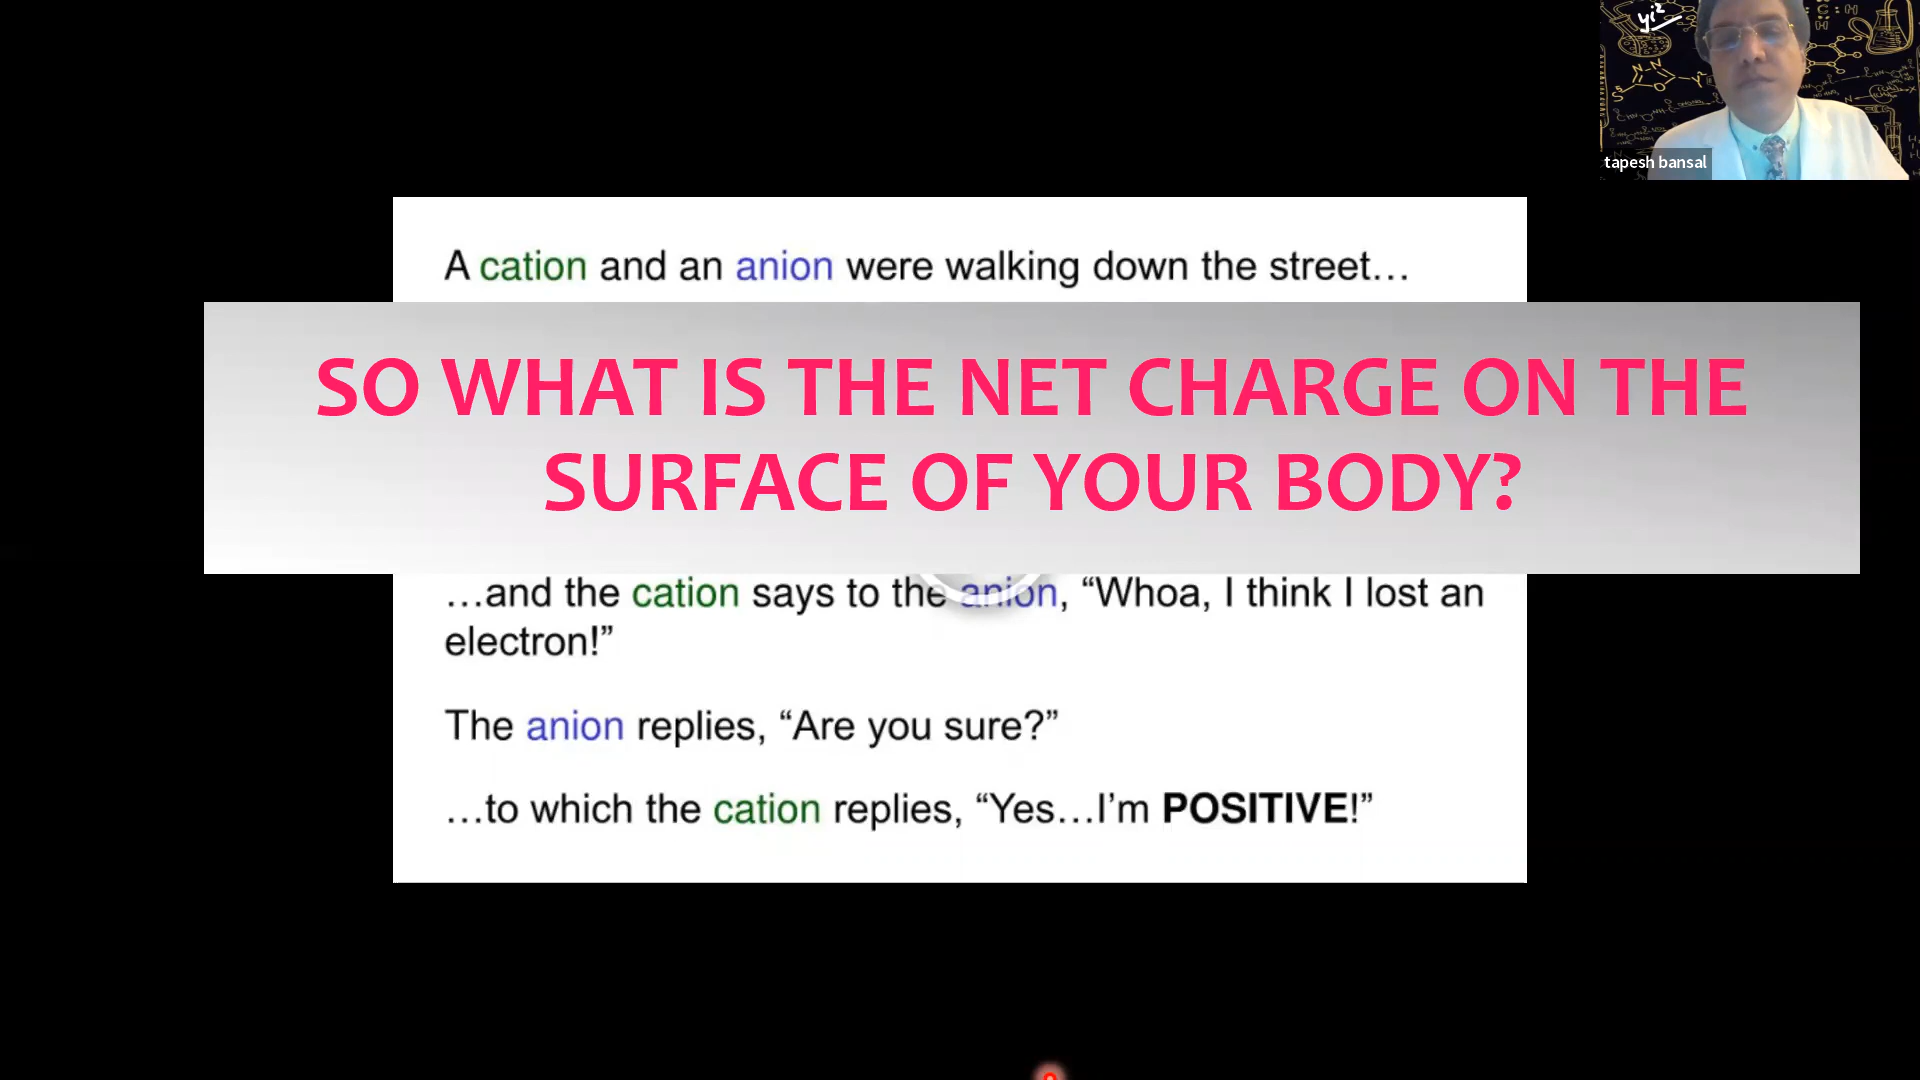 yi²
tapesh bansal
A cation and an anion were walking down the street…
SO WHAT IS THE NET CHARGE ON THE
SURFACE OF YOUR BODY?
…and the cation says to the anion, “Whoa, I think I lost an
electron!”
The anion replies, “Are you sure?”
…to which the cation replies, “Yes…I’m POSITIVE!”